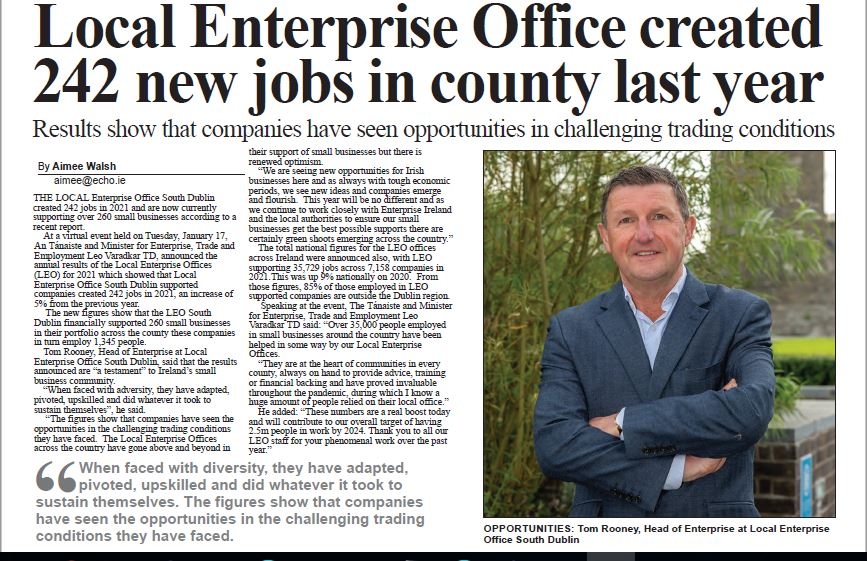 Local Enterprise Office created
242 new jobs in county last year
Results show that companies have seen opportunities in challenging trading conditions
By Aimee Walsh
aimee@echo.ie
THE LOCAL Enterprise Office South Dublin
created 242 jobs in 2021 and are now currently
supporting over 260 small businesses according to a
recent report.
At a virtual event held on Tuesday, January 17,
An Tánaiste and Minister for Enterprise, Trade and
Employment Leo Varadkar TD, announced the
annual results of the Local Enterprise Offices
(LEO) for 2021 which showed that Local
Enterprise Office South Dublin supported
companies created 242 jobs in 2021, an increase of
5% from the previous year.
The new figures show that the LEO South
Dublin financially supported 260 small businesses
in their portfolio across the county these companies
in turn employ 1,345 people.
Tom Rooney, Head of Enterprise at Local
Enterprise Office South Dublin, said that the results
announced are “a testament” to Ireland’s small
business community.
“When faced with adversity, they have adapted,
pivoted, upskilled and did whatever it took to
sustain themselves”, he said.
“The figures show that companies have seen the
opportunities in the challenging trading conditions
they have faced. The Local Enterprise Offices
across the country have gone above and beyond in
their support of small businesses but there is
renewed optimism.
“We are seeing new opportunities for Irish
businesses here and as always with tough economic
periods, we see new ideas and companies emerge
and flourish. This year will be no different and as
we continue to work closely with Enterprise Ireland
and the local authorities to ensure our small
businesses get the best possible supports there are
certainly green shoots emerging across the country.”
The total national figures for the LEO offices
across Ireland were announced also, with LEO
supporting 35,729 jobs across 7,158 companies in
2021.This was up 9% nationally on 2020. From
those figures, 85% of those employed in LEO
supported companies are outside the Dublin region.
Speaking at the event, The Tánaiste and Minister
for Enterprise, Trade and Employment Leo
Varadkar TD said: “Over 35,000 people employed
in small businesses around the country have been
helped in some way by our Local Enterprise
Offices.
“They are at the heart of communities in every
county, always on hand to provide advice, training
or financial backing and have proved invaluable
throughout the pandemic, during which I know a
huge amount of people relied on their local office.”
He added: “These numbers are a real boost today
and will contribute to our overall target of having
2.5m people in work by 2024. Thank you to all our
LEO staff for your phenomenal work over the past
year.”
“When faced with diversity, they have adapted,
pivoted, upskilled and did whatever it took to
sustain themselves. The figures show that companies
have seen the opportunities in the challenging trading
conditions they have faced.
OPPORTUNITIES: Tom Rooney, Head of Enterprise at Local Enterprise
Office South Dublin